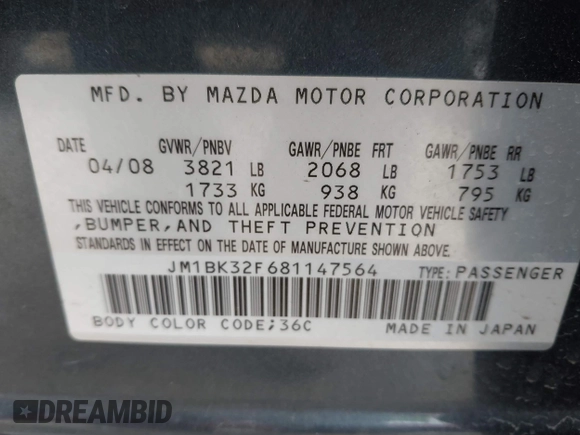 MFD. BY MAZDA MOTOR CORPORATION
DATE GVWR/PNBV GAWR/PNBE FRT GAWR/PNBE RR
04/08 3821 LB 2068 LB 1753 LB
1733 KG 938 KG 795 KG
THIS VEHICLE CONFORMS TO ALL APPLICABLE FEDERAL MOTOR VEHICLE SAFETY
,BUMPER,AND THEFT PREVENTION
STANDARDS IN EFFECT ON THE DATE OF MANUFACTURE SHOWN ABOVE.
JM1BK32F681147564 TYPE:PASSENGER
BODY COLOR CODE;36C MADE IN JAPAN
DREAMBID